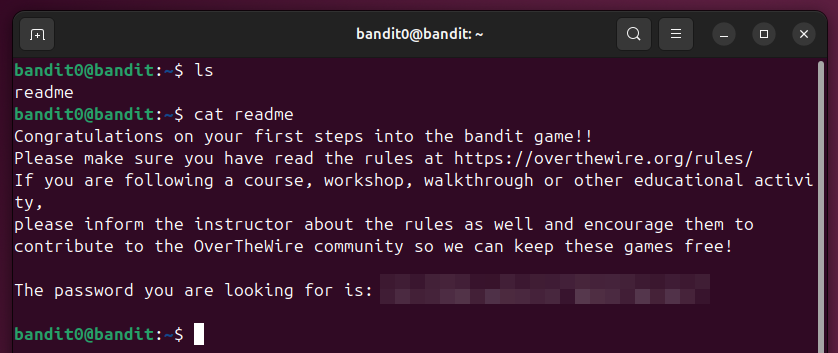 bandit0@bandit: ~
bandit0@bandit:~$ ls
readme
bandit0@bandit:~$ cat readme
Congratulations on your first steps into the bandit game!!
Please make sure you have read the rules at https://overthewire.org/rules/
If you are following a course, workshop, walkthrough or other educational activi
ty,
please inform the instructor about the rules as well and encourage them to
contribute to the OverTheWire community so we can keep these games free!
The password you are looking for is:
bandit0@bandit:~$